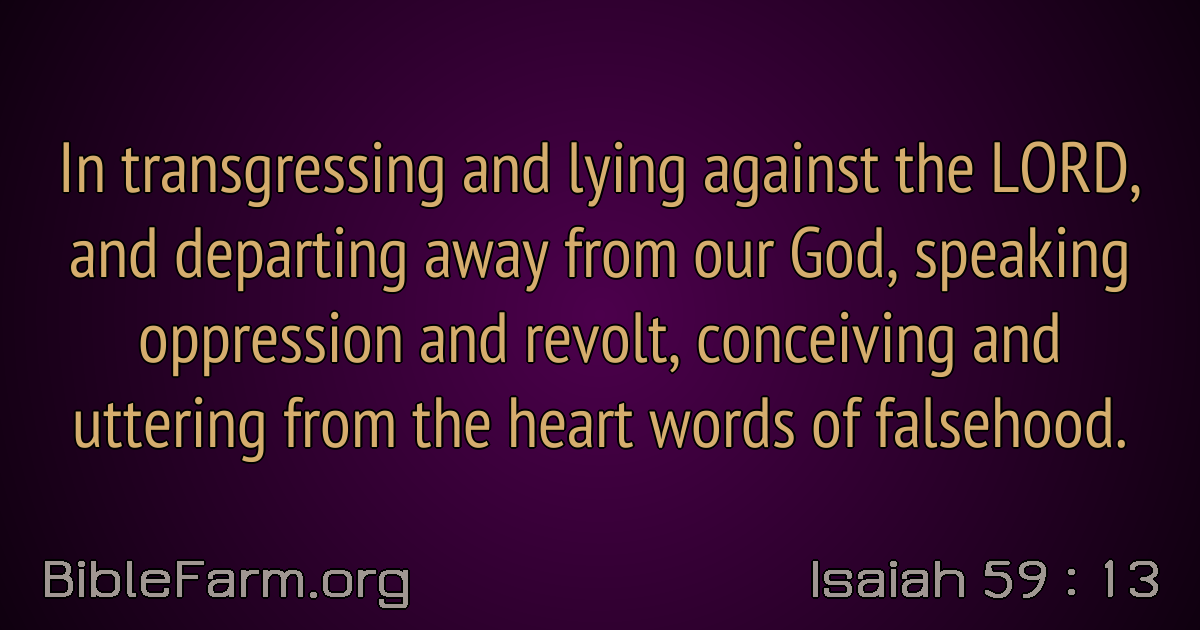 In transgressing and lying against the LORD,
and departing away from our God, speaking
oppression and revolt, conceiving and
uttering from the heart words of falsehood.
BibleFarm.org
Isaiah 59 : 13